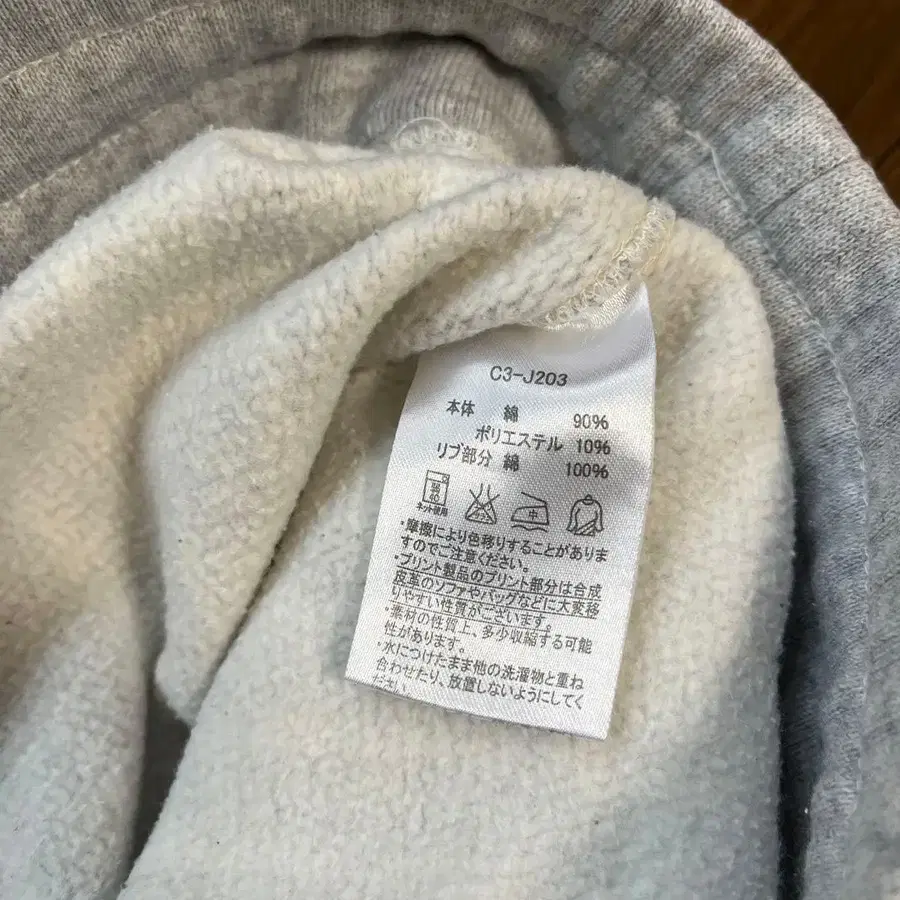 C3-J203
本体 綿 90%
ポリエステル 10%
リブ部分 綿 100%
ネット使用
中
・摩擦により色移りすることがありま
すのでご注意ください。
・プリント製品のプリント部分は合成
皮革のソファやバッグなどに大変移
りやすい性質がございます。
・素材の性質上、多少収縮する可能
性があります。
・水につけたまま他の洗濯物と重ね
合わせたり、放置しないようにしてく
ださい。